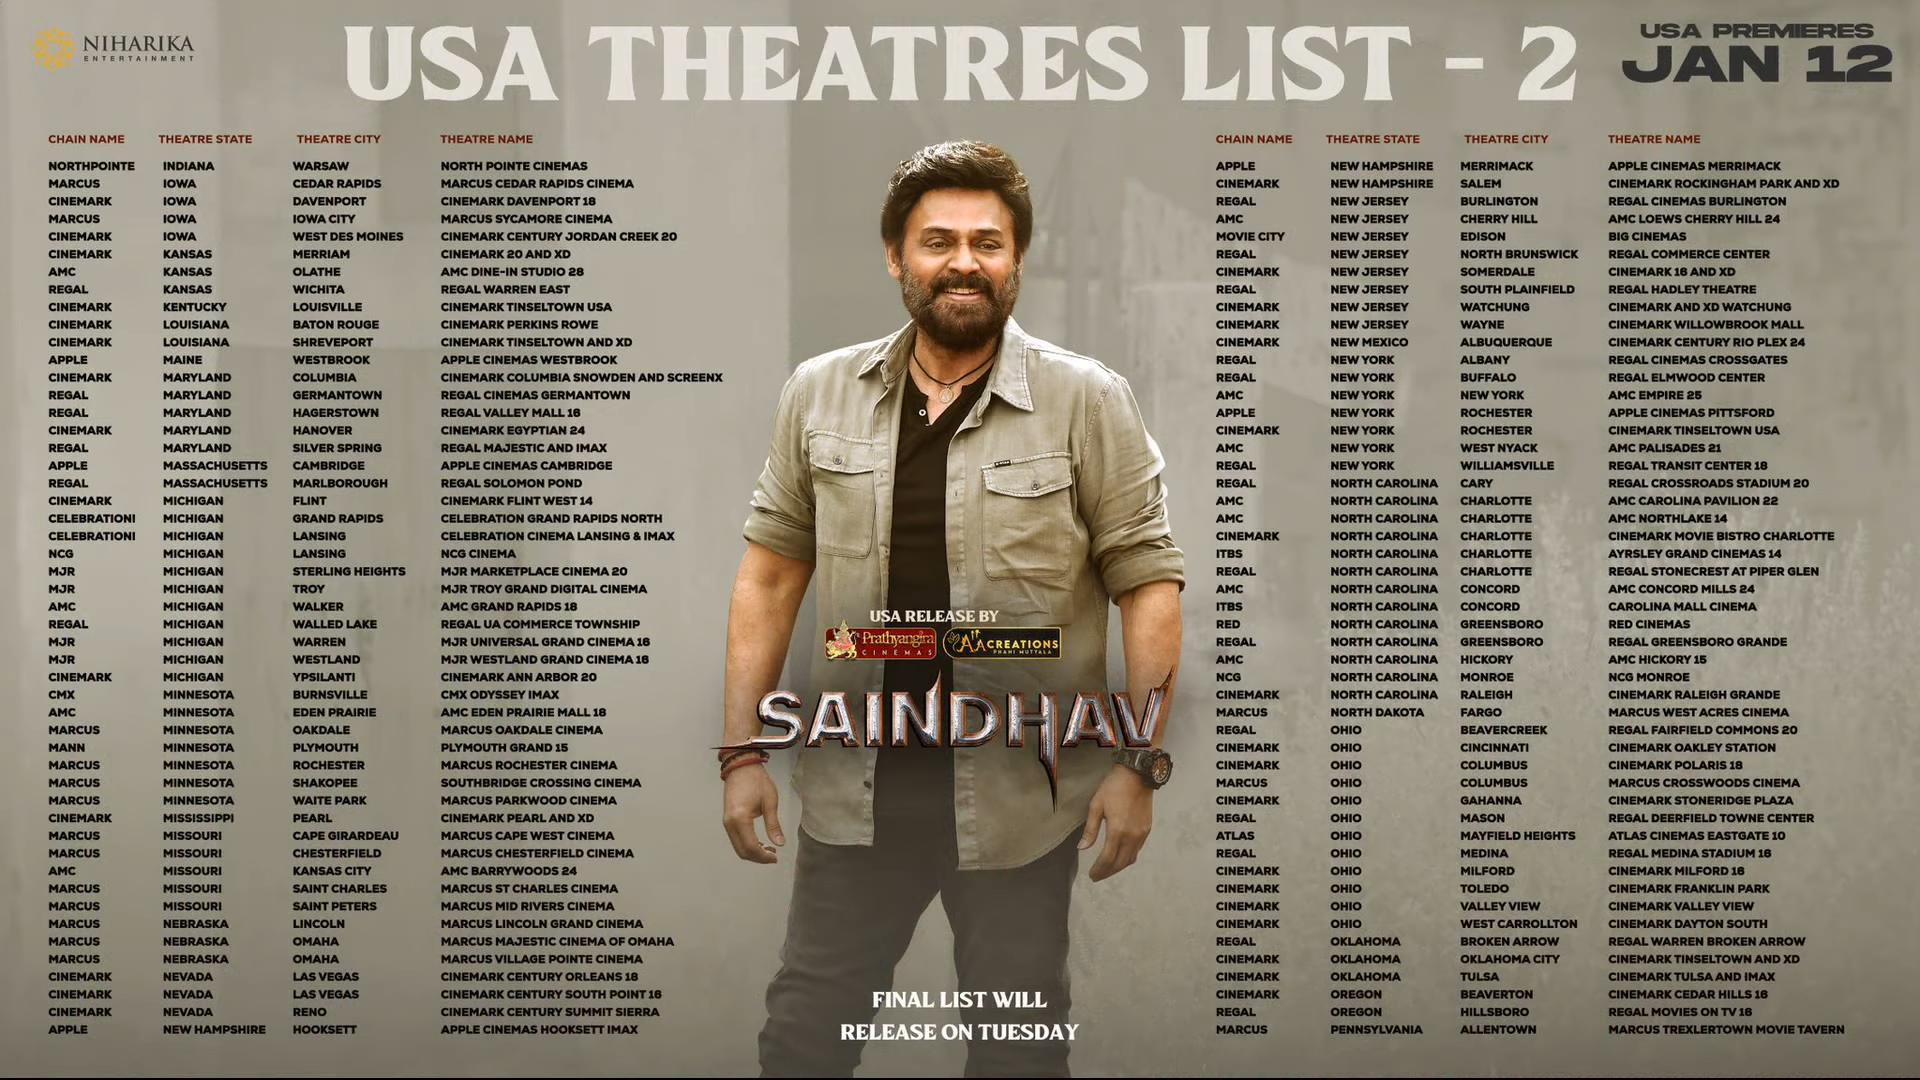 NIHARIKA
ENTERTAINMENT
USA THEATRES LIST - 2
USA PREMIERES
JAN 12
CHAIN NAME THEATRE STATE THEATRE CITY THEATRE NAME
NORTHPOINTE INDIANA WARSAW NORTH POINTE CINEMAS
MARCUS IOWA CEDAR RAPIDS MARCUS CEDAR RAPIDS CINEMA
CINEMARK IOWA DAVENPORT CINEMARK DAVENPORT 18
MARCUS IOWA IOWA CITY MARCUS SYCAMORE CINEMA
CINEMARK IOWA WEST DES MOINES CINEMARK CENTURY JORDAN CREEK 20
CINEMARK KANSAS MERRIAM CINEMARK 20 AND XD
AMC KANSAS OLATHE AMC DINE-IN STUDIO 28
REGAL KANSAS WICHITA REGAL WARREN EAST
CINEMARK KENTUCKY LOUISVILLE CINEMARK TINSELTOWN USA
CINEMARK LOUISIANA BATON ROUGE CINEMARK PERKINS ROWE
CINEMARK LOUISIANA SHREVEPORT CINEMARK TINSELTOWN AND XD
APPLE MAINE WESTBROOK APPLE CINEMAS WESTBROOK
CINEMARK MARYLAND COLUMBIA CINEMARK COLUMBIA SNOWDEN AND SCREENX
REGAL MARYLAND GERMANTOWN REGAL CINEMAS GERMANTOWN
REGAL MARYLAND HAGERSTOWN REGAL VALLEY MALL 16
CINEMARK MARYLAND HANOVER CINEMARK EGYPTIAN 24
REGAL MARYLAND SILVER SPRING REGAL MAJESTIC AND IMAX
APPLE MASSACHUSETTS CAMBRIDGE APPLE CINEMAS CAMBRIDGE
REGAL MASSACHUSETTS MARLBOROUGH REGAL SOLOMON POND
CINEMARK MICHIGAN FLINT CINEMARK FLINT WEST 14
CELEBRATIONI MICHIGAN GRAND RAPIDS CELEBRATION GRAND RAPIDS NORTH
CELEBRATIONI MICHIGAN LANSING CELEBRATION CINEMA LANSING & IMAX
NCG MICHIGAN LANSING NCG CINEMA
MJR MICHIGAN STERLING HEIGHTS MJR MARKETPLACE CINEMA 20
MJR MICHIGAN TROY MJR TROY GRAND DIGITAL CINEMA
AMC MICHIGAN WALKER AMC GRAND RAPIDS 18
REGAL MICHIGAN WALLED LAKE REGAL UA COMMERCE TOWNSHIP
MJR MICHIGAN WARREN MJR UNIVERSAL GRAND CINEMA 16
MJR MICHIGAN WESTLAND MJR WESTLAND GRAND CINEMA 16
CINEMARK MICHIGAN YPSILANTI CINEMARK ANN ARBOR 20
CMX MINNESOTA BURNSVILLE CMX ODYSSEY IMAX
AMC MINNESOTA EDEN PRAIRIE AMC EDEN PRAIRIE MALL 18
MARCUS MINNESOTA OAKDALE MARCUS OAKDALE CINEMA
MANN MINNESOTA PLYMOUTH PLYMOUTH GRAND 15
MARCUS MINNESOTA ROCHESTER MARCUS ROCHESTER CINEMA
MARCUS MINNESOTA SHAKOPEE SOUTHBRIDGE CROSSING CINEMA
MARCUS MINNESOTA WAITE PARK MARCUS PARKWOOD CINEMA
CINEMARK MISSISSIPPI PEARL CINEMARK PEARL AND XD
MARCUS MISSOURI CAPE GIRARDEAU MARCUS CAPE WEST CINEMA
MARCUS MISSOURI CHESTERFIELD MARCUS CHESTERFIELD CINEMA
AMC MISSOURI KANSAS CITY AMC BARRYWOODS 24
MARCUS MISSOURI SAINT CHARLES MARCUS ST CHARLES CINEMA
MARCUS MISSOURI SAINT PETERS MARCUS MID RIVERS CINEMA
MARCUS NEBRASKA LINCOLN MARCUS LINCOLN GRAND CINEMA
MARCUS NEBRASKA OMAHA MARCUS MAJESTIC CINEMA OF OMAHA
MARCUS NEBRASKA OMAHA MARCUS VILLAGE POINTE CINEMA
CINEMARK NEVADA LAS VEGAS CINEMARK CENTURY ORLEANS 18
CINEMARK NEVADA LAS VEGAS CINEMARK CENTURY SOUTH POINT 16
CINEMARK NEVADA RENO CINEMARK CENTURY SUMMIT SIERRA
APPLE NEW HAMPSHIRE HOOKSETT APPLE CINEMAS HOOKSETT IMAX
USA RELEASE BY
Prathyangira
CINEMAS
AA CREATIONS
PHANI MUTYALA
SAINDHAV
FINAL LIST WILL
RELEASE ON TUESDAY
CHAIN NAME THEATRE STATE THEATRE CITY THEATRE NAME
APPLE NEW HAMPSHIRE MERRIMACK APPLE CINEMAS MERRIMACK
CINEMARK NEW HAMPSHIRE SALEM CINEMARK ROCKINGHAM PARK AND XD
REGAL NEW JERSEY BURLINGTON REGAL CINEMAS BURLINGTON
AMC NEW JERSEY CHERRY HILL AMC LOEWS CHERRY HILL 24
MOVIE CITY NEW JERSEY EDISON BIG CINEMAS
REGAL NEW JERSEY NORTH BRUNSWICK REGAL COMMERCE CENTER
CINEMARK NEW JERSEY SOMERDALE CINEMARK 16 AND XD
REGAL NEW JERSEY SOUTH PLAINFIELD REGAL HADLEY THEATRE
CINEMARK NEW JERSEY WATCHUNG CINEMARK AND XD WATCHUNG
CINEMARK NEW JERSEY WAYNE CINEMARK WILLOWBROOK MALL
CINEMARK NEW MEXICO ALBUQUERQUE CINEMARK CENTURY RIO PLEX 24
REGAL NEW YORK ALBANY REGAL CINEMAS CROSSGATES
REGAL NEW YORK BUFFALO REGAL ELMWOOD CENTER
AMC NEW YORK NEW YORK AMC EMPIRE 25
APPLE NEW YORK ROCHESTER APPLE CINEMAS PITTSFORD
CINEMARK NEW YORK ROCHESTER CINEMARK TINSELTOWN USA
AMC NEW YORK WEST NYACK AMC PALISADES 21
REGAL NEW YORK WILLIAMSVILLE REGAL TRANSIT CENTER 18
REGAL NORTH CAROLINA CARY REGAL CROSSROADS STADIUM 20
AMC NORTH CAROLINA CHARLOTTE AMC CAROLINA PAVILION 22
AMC NORTH CAROLINA CHARLOTTE AMC NORTHLAKE 14
CINEMARK NORTH CAROLINA CHARLOTTE CINEMARK MOVIE BISTRO CHARLOTTE
ITBS NORTH CAROLINA CHARLOTTE AYRSLEY GRAND CINEMAS 14
REGAL NORTH CAROLINA CHARLOTTE REGAL STONECREST AT PIPER GLEN
AMC NORTH CAROLINA CONCORD AMC CONCORD MILLS 24
ITBS NORTH CAROLINA CONCORD CAROLINA MALL CINEMA
RED NORTH CAROLINA GREENSBORO RED CINEMAS
REGAL NORTH CAROLINA GREENSBORO REGAL GREENSBORO GRANDE
AMC NORTH CAROLINA HICKORY AMC HICKORY 15
NCG NORTH CAROLINA MONROE NCG MONROE
CINEMARK NORTH CAROLINA RALEIGH CINEMARK RALEIGH GRANDE
MARCUS NORTH DAKOTA FARGO MARCUS WEST ACRES CINEMA
REGAL OHIO BEAVERCREEK REGAL FAIRFIELD COMMONS 20
CINEMARK OHIO CINCINNATI CINEMARK OAKLEY STATION
CINEMARK OHIO COLUMBUS CINEMARK POLARIS 18
MARCUS OHIO COLUMBUS MARCUS CROSSWOODS CINEMA
CINEMARK OHIO GAHANNA CINEMARK STONERIDGE PLAZA
REGAL OHIO MASON REGAL DEERFIELD TOWNE CENTER
ATLAS OHIO MAYFIELD HEIGHTS ATLAS CINEMAS EASTGATE 10
REGAL OHIO MEDINA REGAL MEDINA STADIUM 16
CINEMARK OHIO MILFORD CINEMARK MILFORD 16
CINEMARK OHIO TOLEDO CINEMARK FRANKLIN PARK
CINEMARK OHIO VALLEY VIEW CINEMARK VALLEY VIEW
CINEMARK OHIO WEST CARROLLTON CINEMARK DAYTON SOUTH
REGAL OKLAHOMA BROKEN ARROW REGAL WARREN BROKEN ARROW
CINEMARK OKLAHOMA OKLAHOMA CITY CINEMARK TINSELTOWN AND XD
CINEMARK OKLAHOMA TULSA CINEMARK TULSA AND IMAX
CINEMARK OREGON BEAVERTON CINEMARK CEDAR HILLS 16
REGAL OREGON HILLSBORO REGAL MOVIES ON TV 16
MARCUS PENNSYLVANIA ALLENTOWN MARCUS TREXLERTOWN MOVIE TAVERN